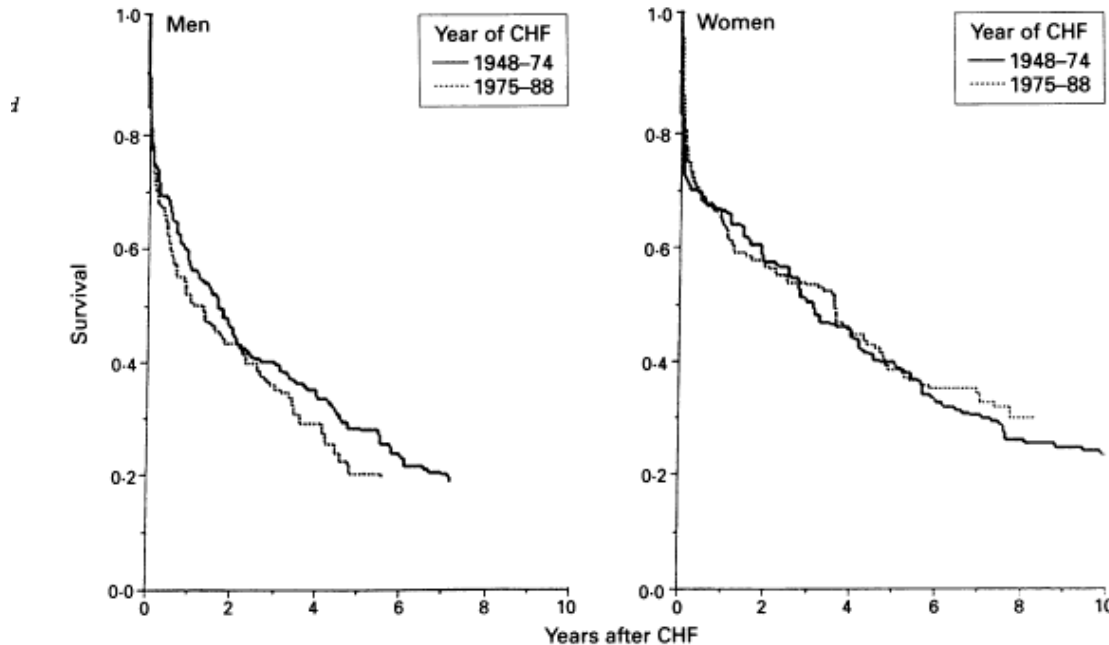 d
Men
Year of CHF
1948–74
1975–88
1·0
0·8
0·6
0·4
0·2
0·0
Survival
0 2 4 6 8 10
Women
Year of CHF
1948–74
1975–88
1·0
0·8
0·6
0·4
0·2
0·0
0 2 4 6 8 10
Years after CHF